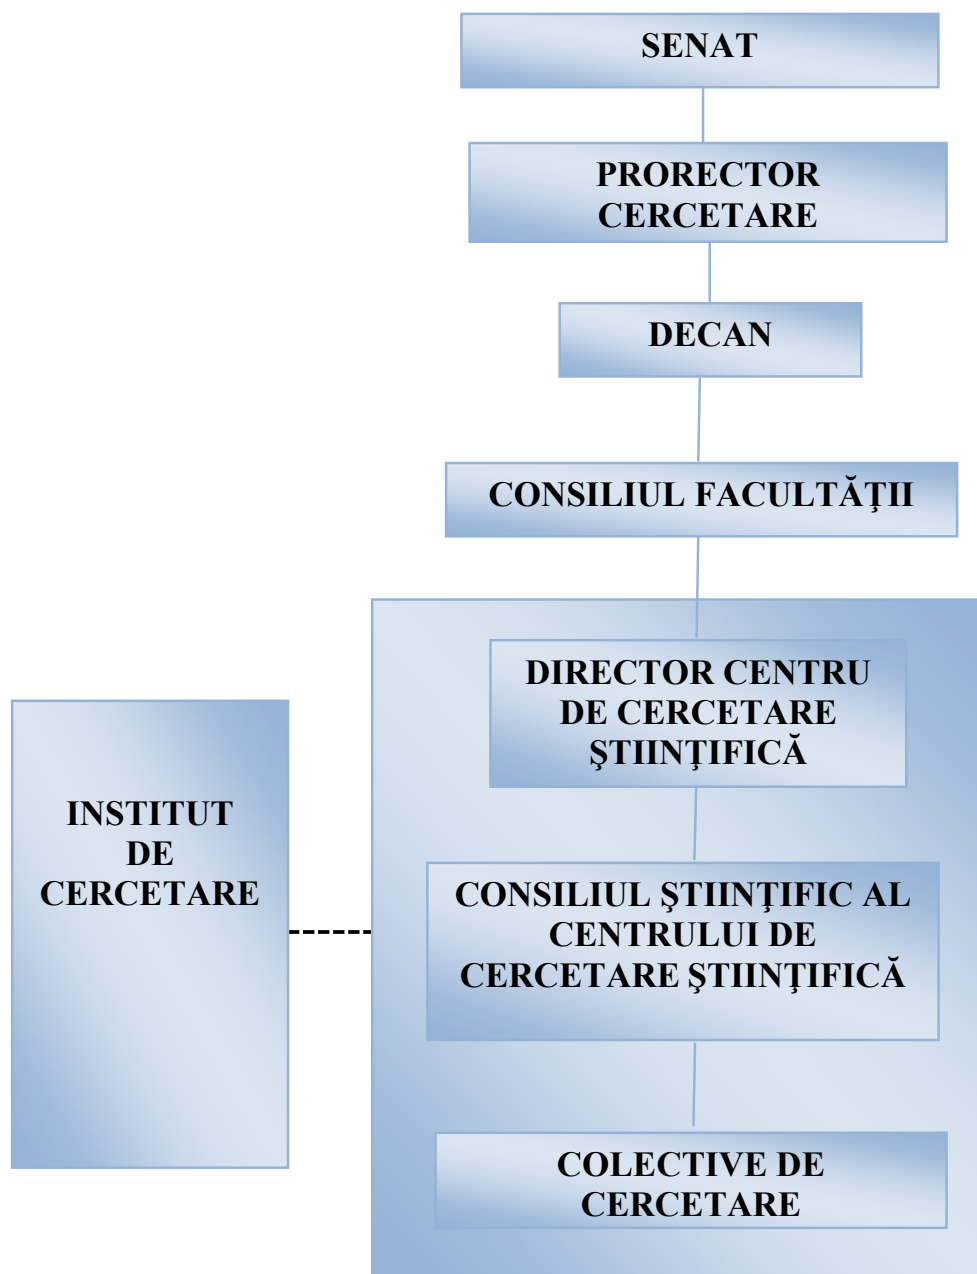 SENAT
PRORECTOR
CERCETARE
DECAN
CONSILIUL FACULTĂŢII
DIRECTOR CENTRU
DE CERCETARE
ŞTIINŢIFICĂ
INSTITUT
DE
CERCETARE
CONSILIUL ŞTIINŢIFIC AL
CENTRULUI DE
CERCETARE ŞTIINŢIFICĂ
COLECTIVE DE
CERCETARE